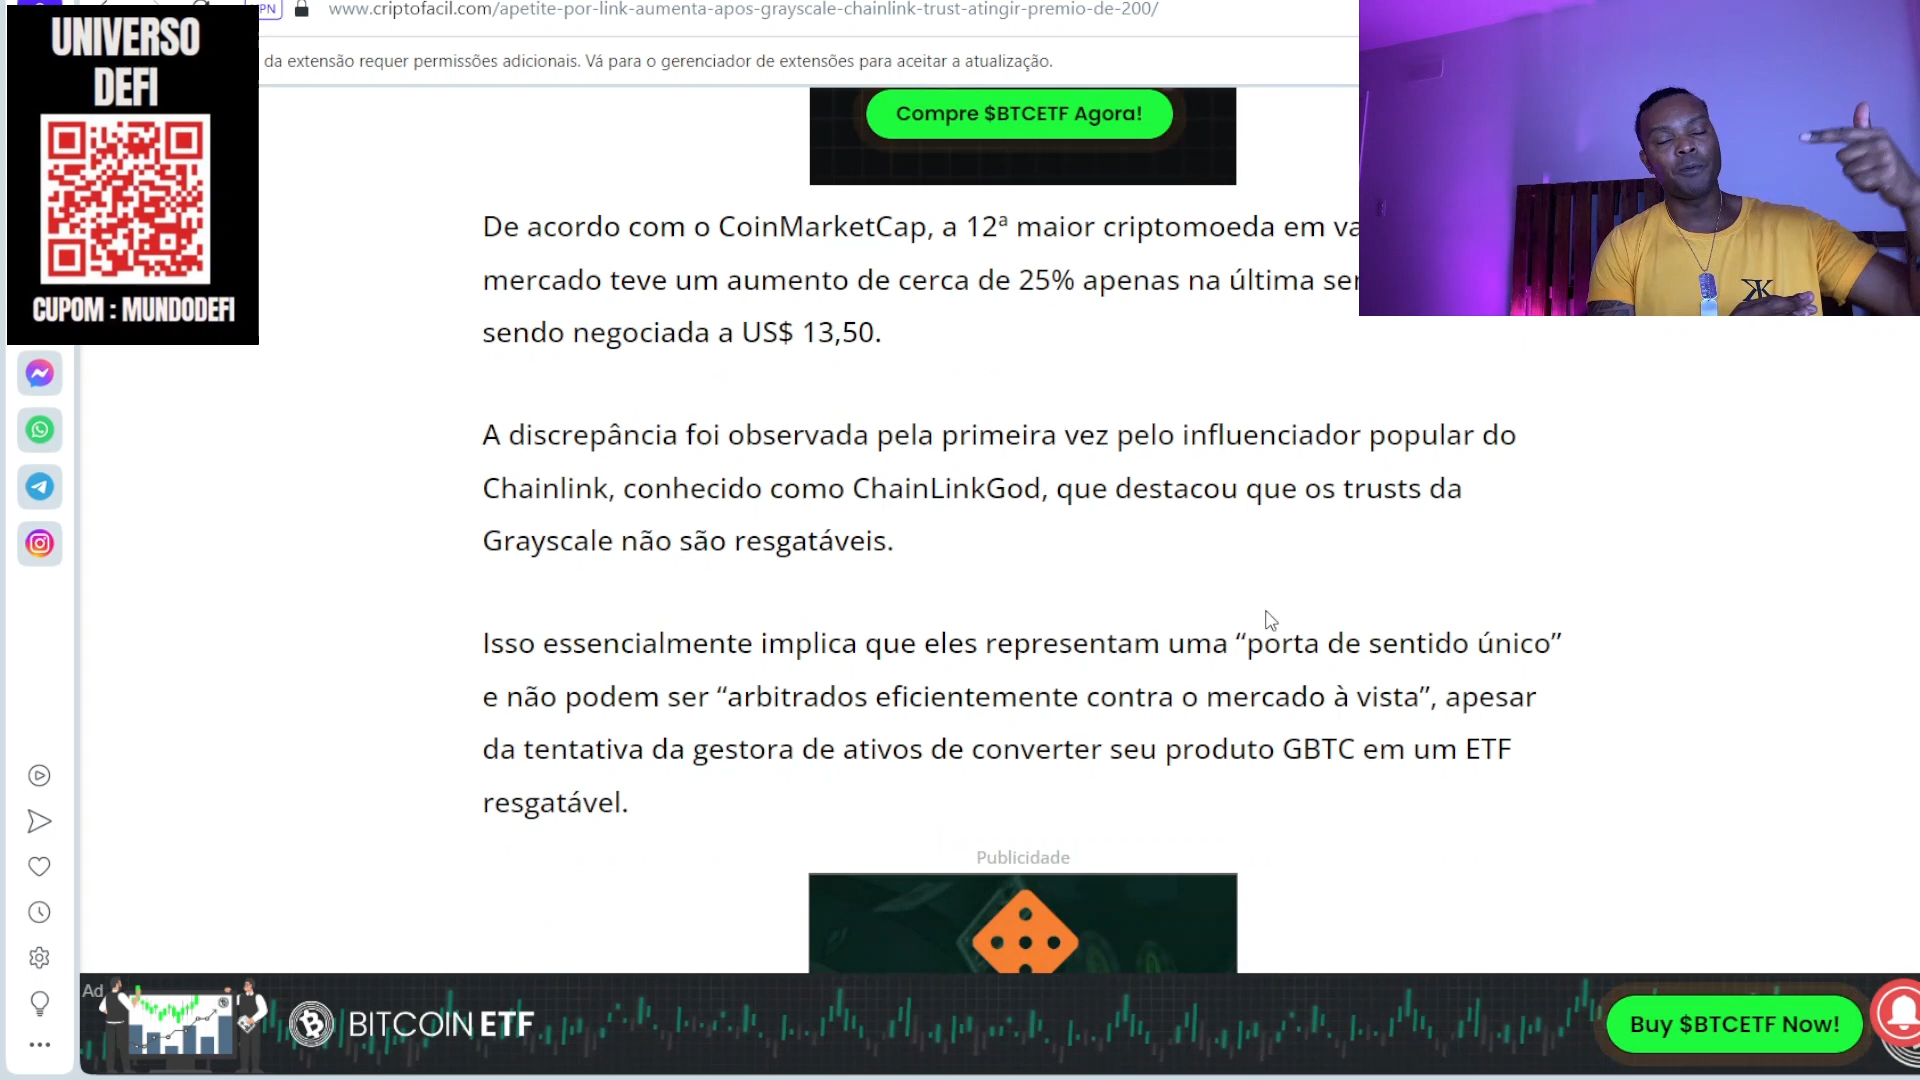 UNIVERSO
DEFI
CUPOM : MUNDODEFI
www.criptofacil.com/apetite-por-link-aumenta-apos-grayscale-chainlink-trust-atingir-premio-de-200/
da extensão requer permissões adicionais. Vá para o gerenciador de extensões para aceitar a atualização.
Compre $BTCETF Agora!
De acordo com o CoinMarketCap, a 12ª maior criptomoeda em
mercado teve um aumento de cerca de 25% apenas na última
sendo negociada a US$ 13,50.
A discrepância foi observada pela primeira vez pelo influenciador popular do
Chainlink, conhecido como ChainLinkGod, que destacou que os trusts da
Grayscale não são resgatáveis.
Isso essencialmente implica que eles representam uma “porta de sentido único”
e não podem ser “arbitrados eficientemente contra o mercado à vista”, apesar
da tentativa da gestora de ativos de converter seu produto GBTC em um ETF
resgatável.
Publicidade
Ad
BITCOIN ETF
Buy $BTCETF Now!